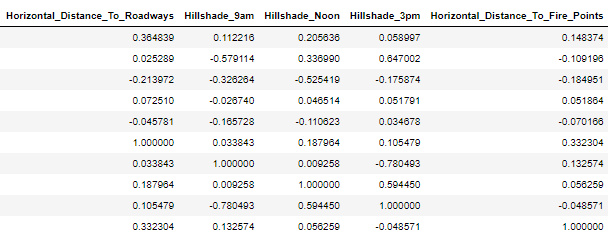 Horizontal_Distance_To_Roadways Hillshade_9am Hillshade_Noon Hillshade_3pm Horizontal_Distance_To_Fire_Points
0.364839 0.112216 0.205636 0.058997 0.148374
0.025289 -0.579114 0.336990 0.647002 -0.109196
-0.213972 -0.326264 -0.525419 -0.175874 -0.184951
0.072510 -0.026740 0.046514 0.051791 0.051864
-0.045781 -0.165728 -0.110623 0.034678 -0.070166
1.000000 0.033843 0.187964 0.105479 0.332304
0.033843 1.000000 0.009258 -0.780493 0.132574
0.187964 0.009258 1.000000 0.594450 0.056259
0.105479 -0.780493 0.594450 1.000000 -0.048571
0.332304 0.132574 0.056259 -0.048571 1.000000